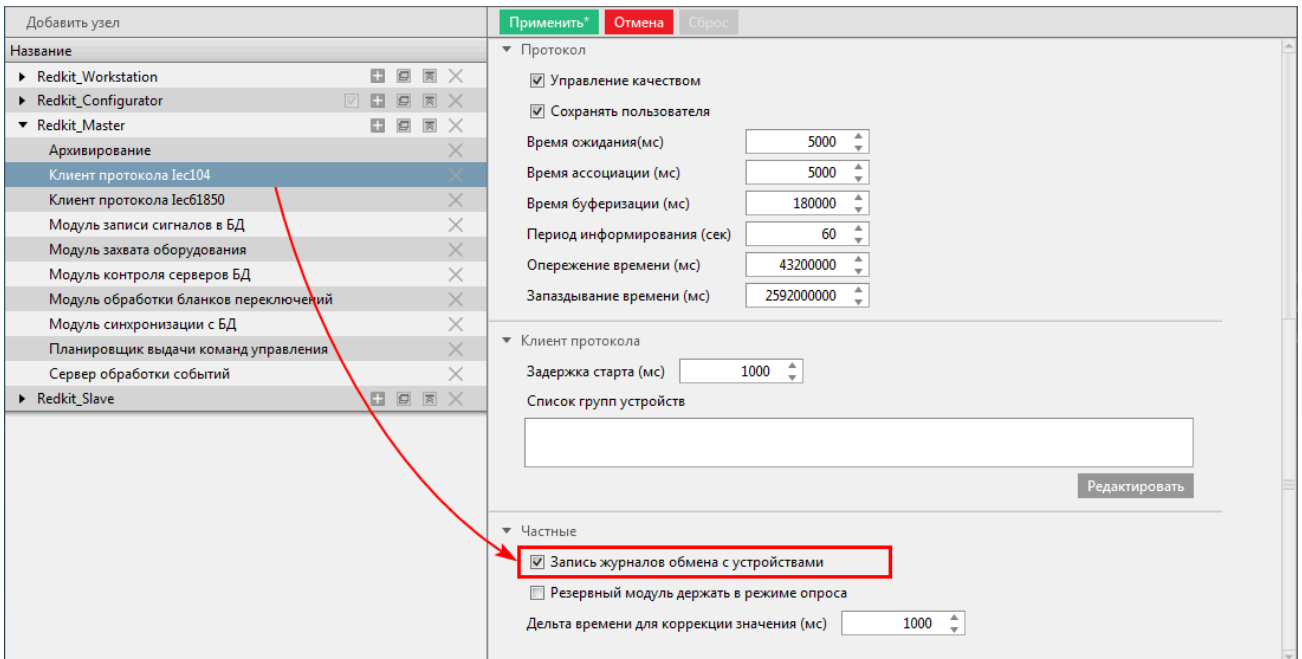 Добавить узел
Название
Redkit_Workstation
Redkit_Configurator
Redkit_Master
Архивирование
Клиент протокола Iec104
Клиент протокола Iec61850
Модуль записи сигналов в БД
Модуль захвата оборудования
Модуль контроля серверов БД
Модуль обработки бланков переключений
Модуль синхронизации с БД
Планировщик выдачи команд управления
Сервер обработки событий
Redkit_Slave
Применить* Отмена Сброс
Протокол
Управление качеством
Сохранять пользователя
Время ожидания(мс) 5000
Время ассоциации (мс) 5000
Время буферизации (мс) 180000
Период информирования (сек) 60
Опережение времени (мс) 43200000
Запаздывание времени (мс) 2592000000
Клиент протокола
Задержка старта (мс) 1000
Список групп устройств
Редактировать
Частные
Запись журналов обмена с устройствами
Резервный модуль держать в режиме опроса
Дельта времени для коррекции значения (мс) 1000